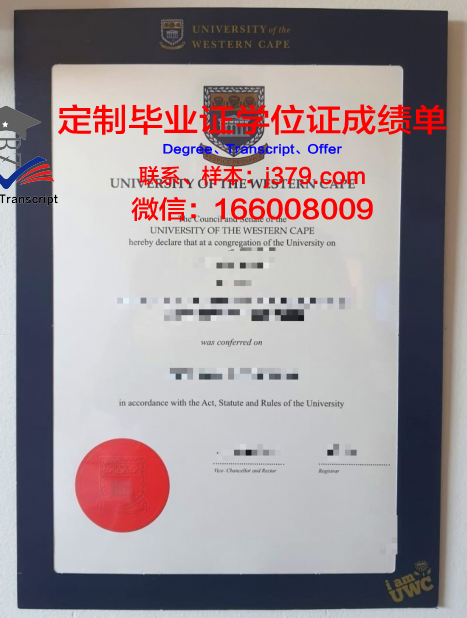 UNIVERSITY of the
WESTERN CAPE
定制毕业证学位证成绩单
Degree、Transcript、Offer
联系、样本：j379.com
UNIVERSITY OF THE WESTERN CAPE
Transcript
微信：166008009
The Council and Senate of the
UNIVERSITY OF THE WESTERN CAPE
hereby declare that at a congregation of the University on
was conferred on
in accordance with the Act, Statute and Rules of the University
Vice-Chancellor and Rector
Registrar
i am
UWC